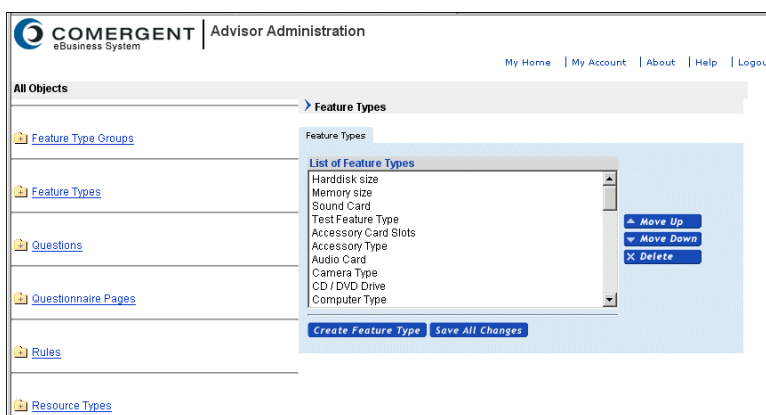 COMERGENT
eBusiness System
Advisor Administration
My Home | My Account | About | Help | Logou
All Objects
Feature Type Groups
Feature Types
Questions
Questionnaire Pages
Rules
Resource Types
Feature Types
Feature Types
List of Feature Types
Harddisk size
Memory size
Sound Card
Test Feature Type
Accessory Card Slots
Accessory Type
Audio Card
Camera Type
CD / DVD Drive
Computer Type
Move Up
Move Down
X Delete
Create Feature Type
Save All Changes